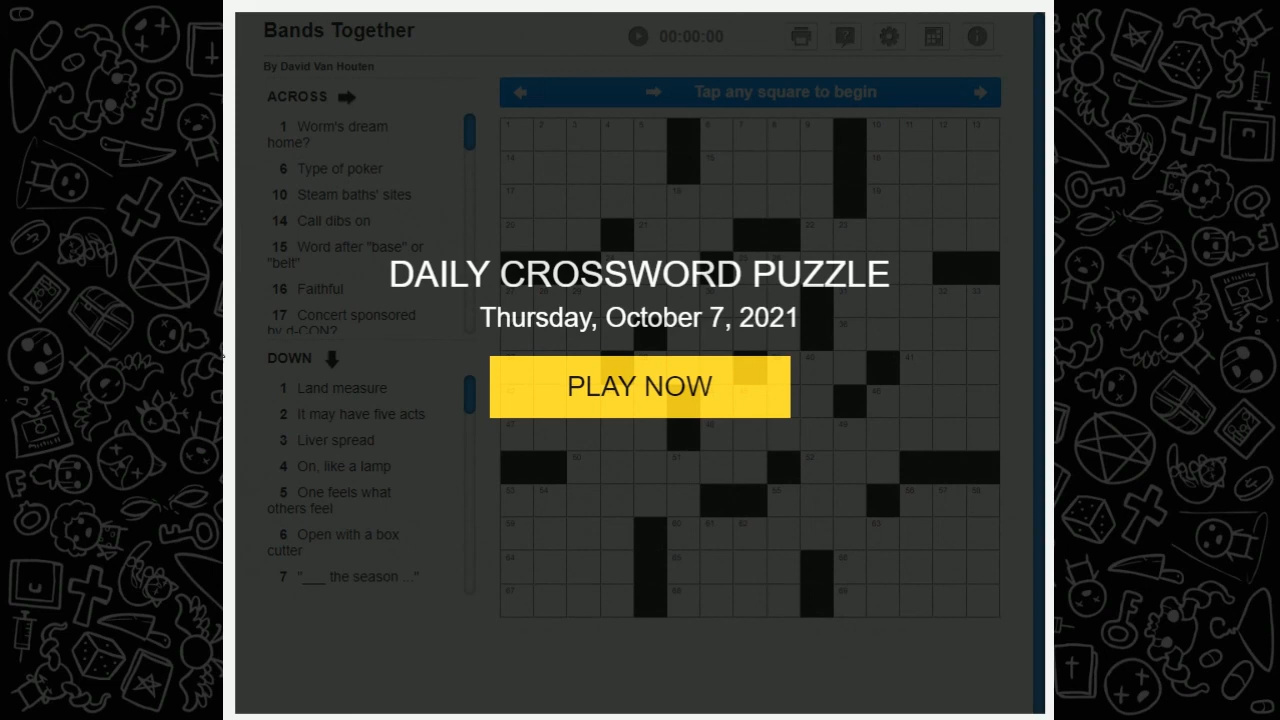 Bands Together
00:00:00
By David Van Houten
ACROSS
Tap any square to begin
1 Worm's dream
home?
6 Type of poker
10 Steam baths' sites
14 Call dibs on
15 Word after "base" or
"belt"
16 Faithful
17 Concert sponsored
by d-CON?
DAILY CROSSWORD PUZZLE
Thursday, October 7, 2021
PLAY NOW
DOWN
1 Land measure
2 It may have five acts
3 Liver spread
4 On, like a lamp
5 One feels what
others feel
6 Open with a box
cutter
7 "___ the season ..."